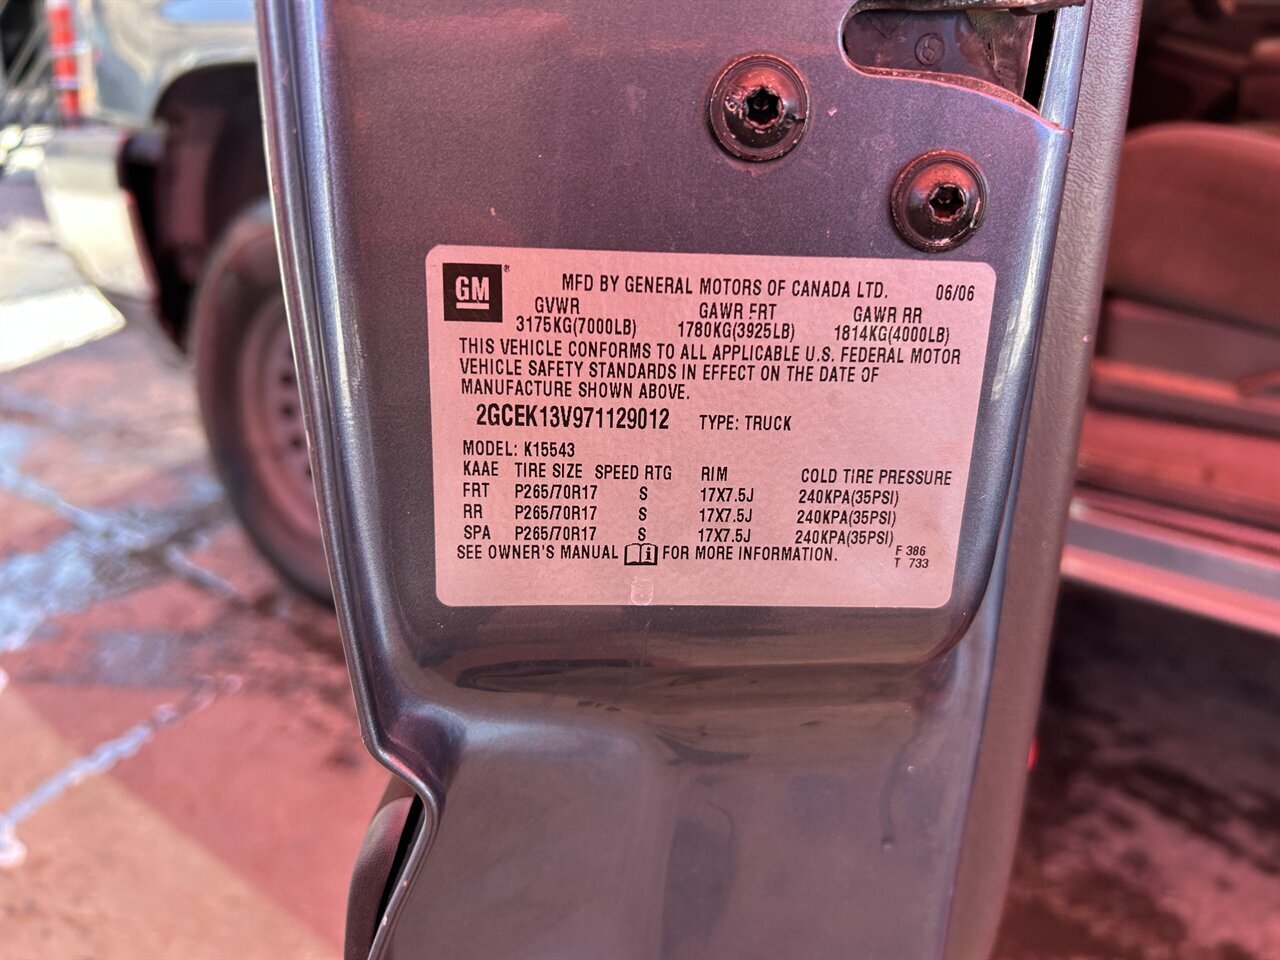 GM ® MFD BY GENERAL MOTORS OF CANADA LTD. 06/06
GVWR GAWR FRT GAWR RR
3175KG(7000LB) 1780KG(3925LB) 1814KG(4000LB)
THIS VEHICLE CONFORMS TO ALL APPLICABLE U.S. FEDERAL MOTOR
VEHICLE SAFETY STANDARDS IN EFFECT ON THE DATE OF
MANUFACTURE SHOWN ABOVE.
2GCEK13V971129012 TYPE: TRUCK
MODEL: K15543
KAAE TIRE SIZE SPEED RTG RIM COLD TIRE PRESSURE
FRT P265/70R17 S 17X7.5J 240KPA(35PSI)
RR P265/70R17 S 17X7.5J 240KPA(35PSI)
SPA P265/70R17 S 17X7.5J 240KPA(35PSI)
SEE OWNER'S MANUAL FOR MORE INFORMATION. F 386
T 733